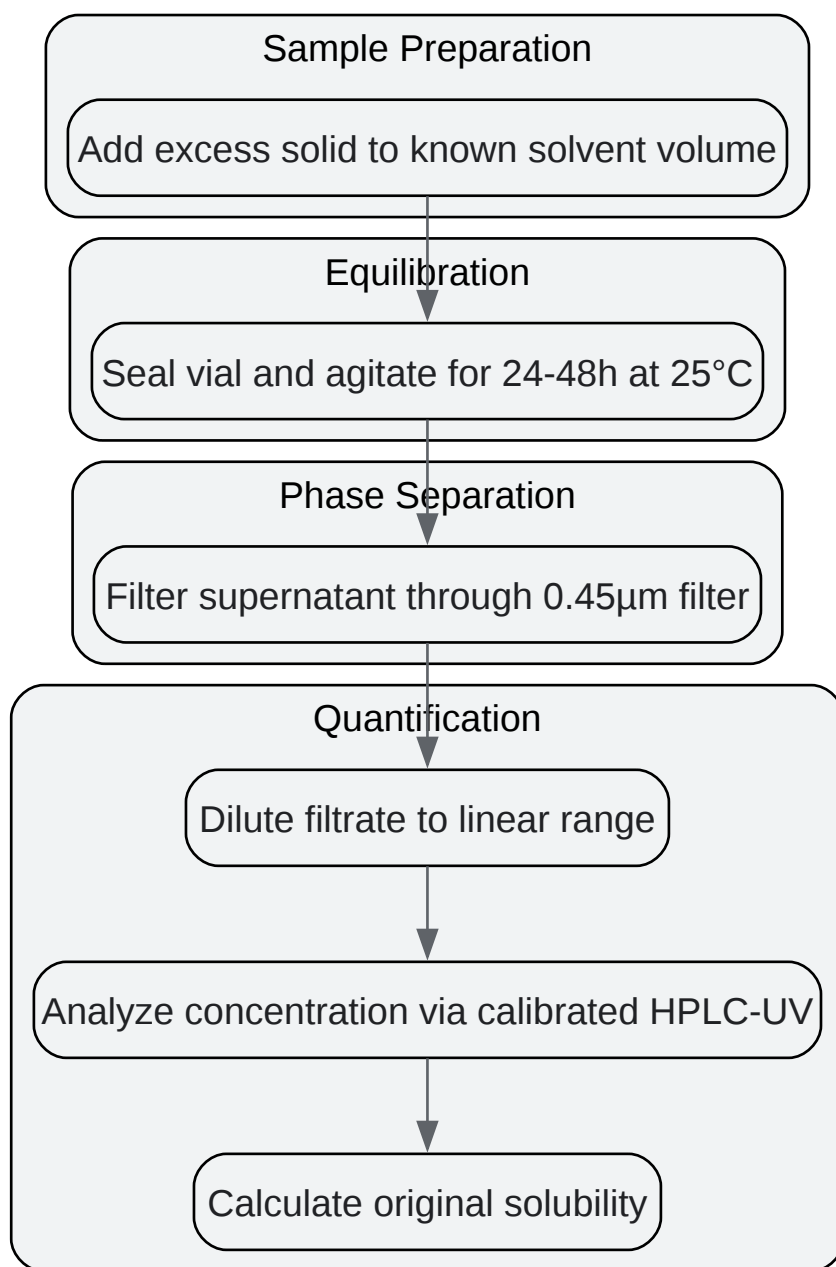 Sample Preparation
Add excess solid to known solvent volume
Equilibration
Seal vial and agitate for 24-48h at 25°C
Phase Separation
Filter supernatant through 0.45µm filter
Quantification
Dilute filtrate to linear range
Analyze concentration via calibrated HPLC-UV
Calculate original solubility